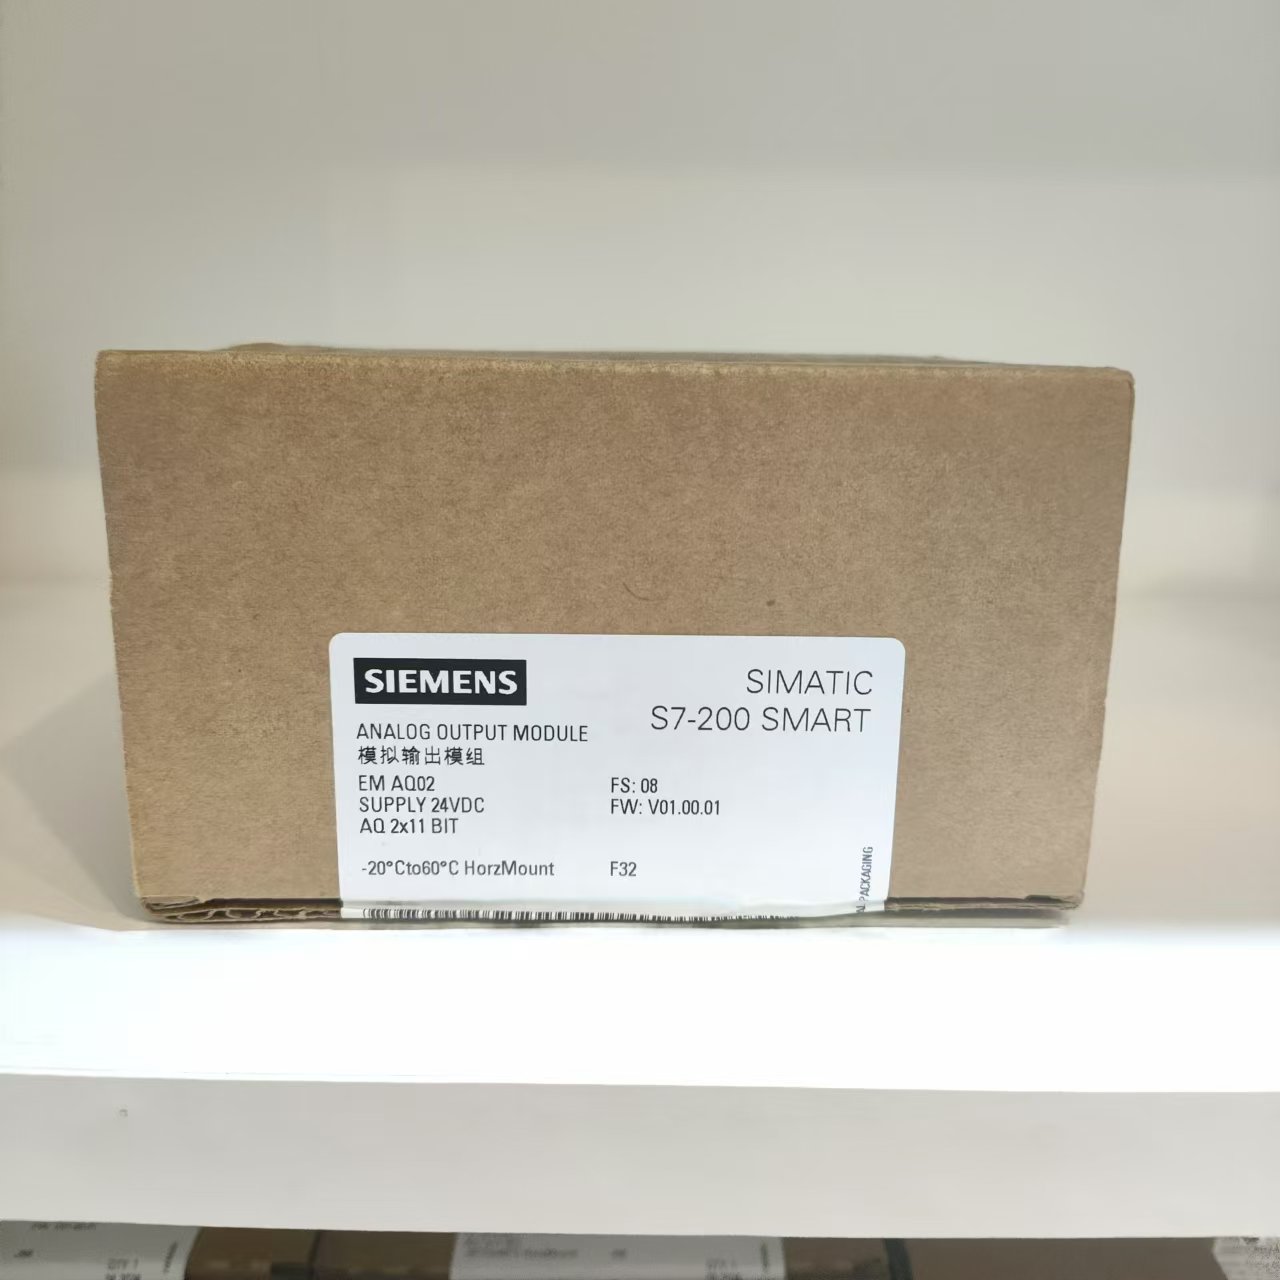 SIEMENS
SIMATIC
S7-200 SMART
ANALOG OUTPUT MODULE
模拟输出模组
EM AQ02
SUPPLY 24VDC
AQ 2x11 BIT
FS: 08
FW: V01.00.01
-20°Cto60°C HorzMount
F32
PACKAGING